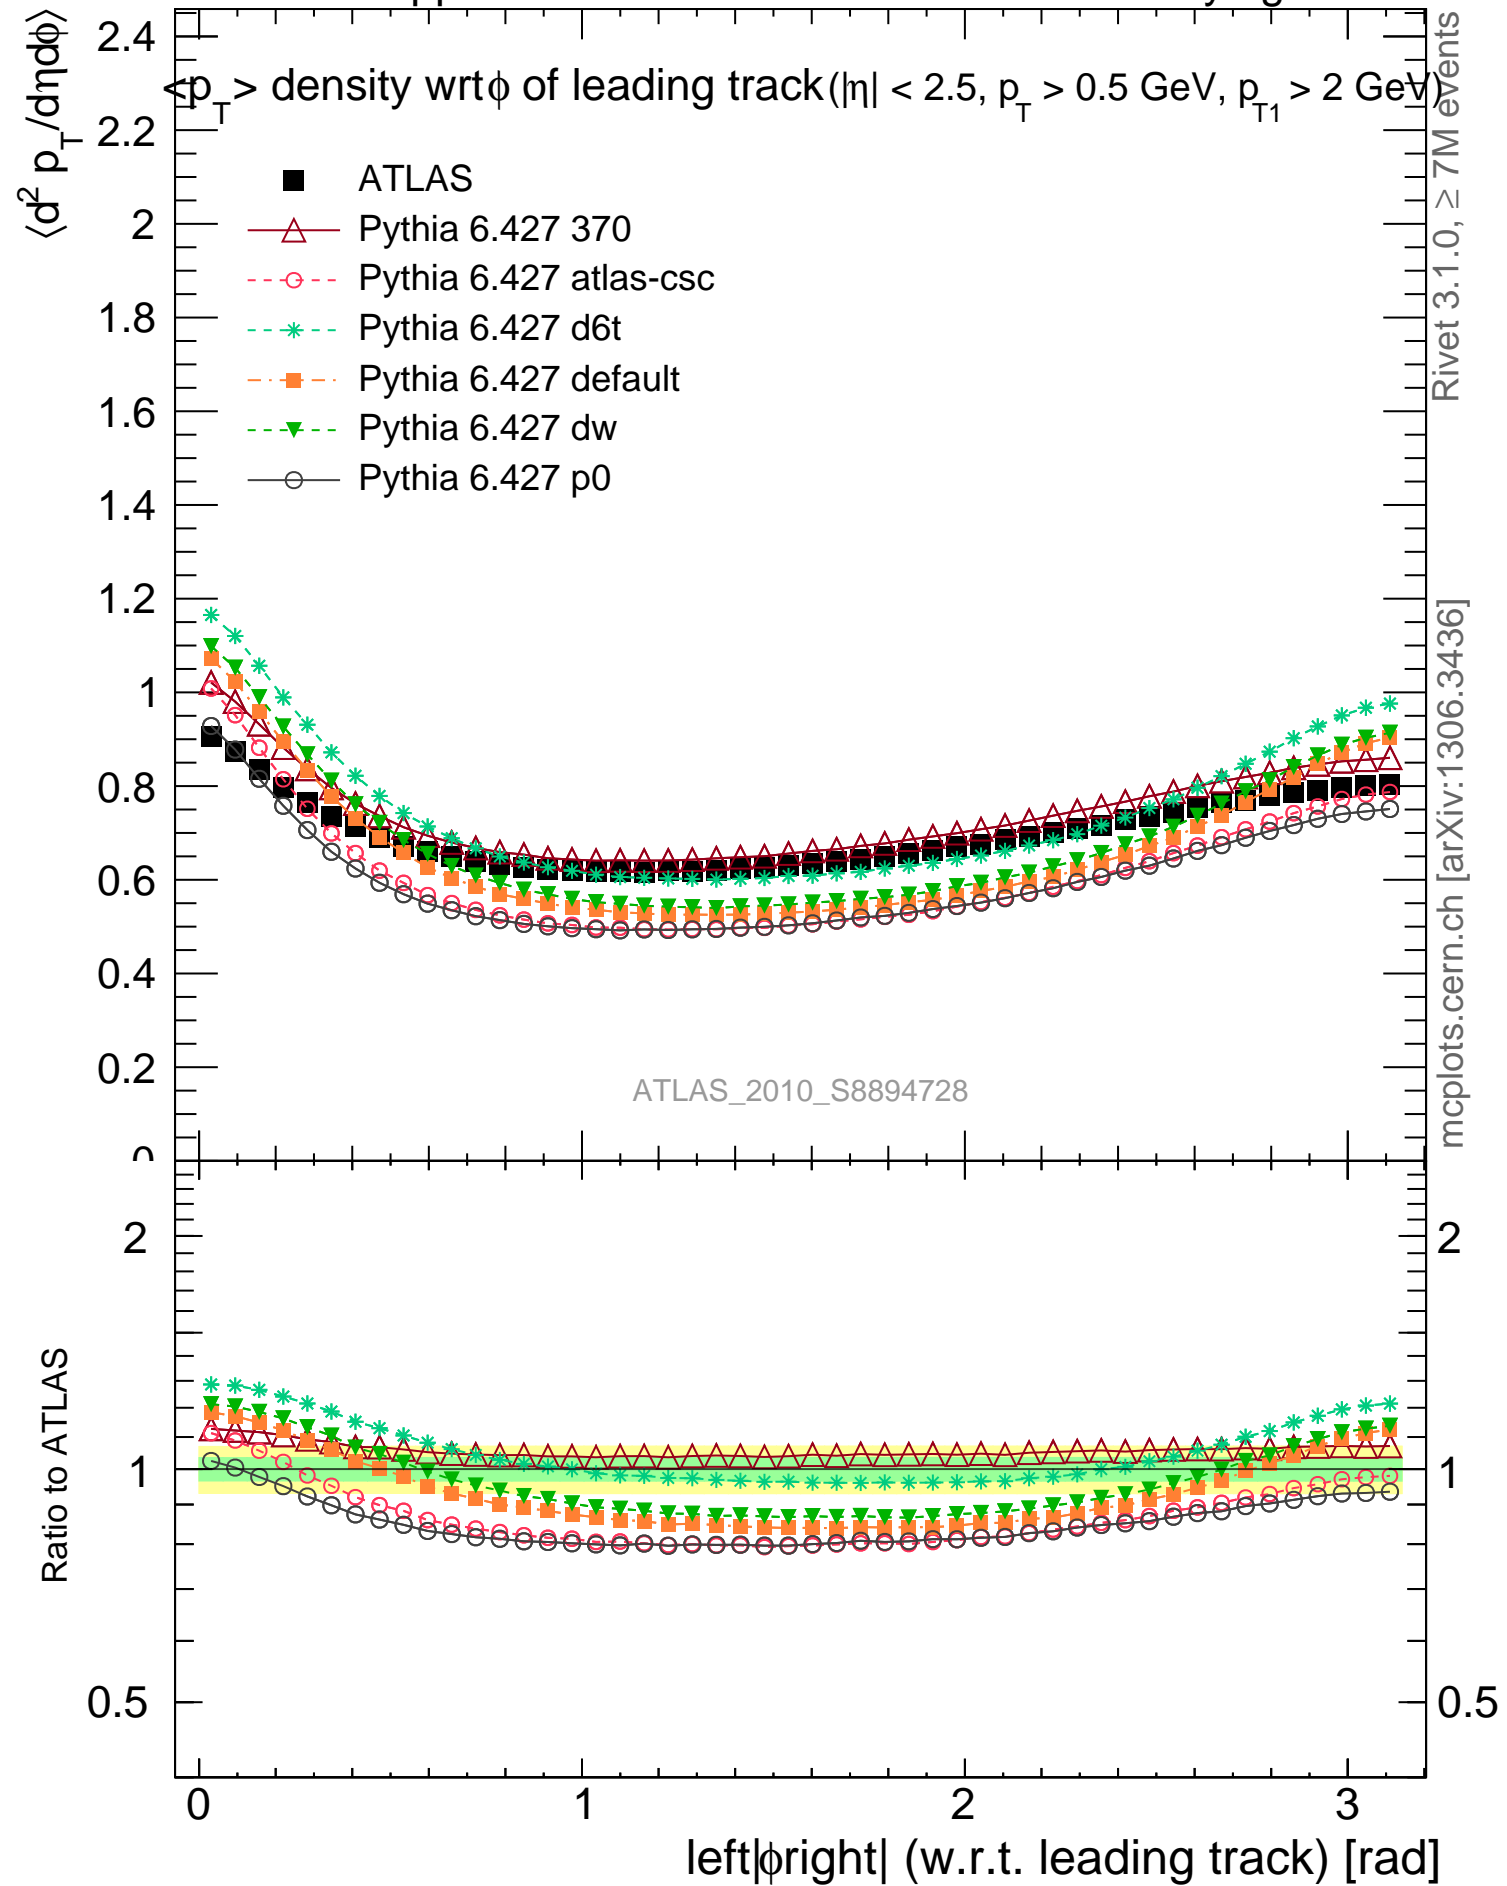 <p_T> density wrt ϕ of leading track (|η| < 2.5, p_T > 0.5 GeV, p_T1 > 2 GeV)
⟨d² p_T/dηdϕ⟩
ATLAS
Pythia 6.427 370
Pythia 6.427 atlas-csc
Pythia 6.427 d6t
Pythia 6.427 default
Pythia 6.427 dw
Pythia 6.427 p0
2.4
2.2
2
1.8
1.6
1.4
1.2
1
0.8
0.6
0.4
0.2
0
ATLAS_2010_S8894728
Rivet 3.1.0, ≥ 7M events
mcplots.cern.ch [arXiv:1306.3436]
Ratio to ATLAS
2
1
0.5
2
1
0.5
0 1 2 3
left|ϕright| (w.r.t. leading track) [rad]